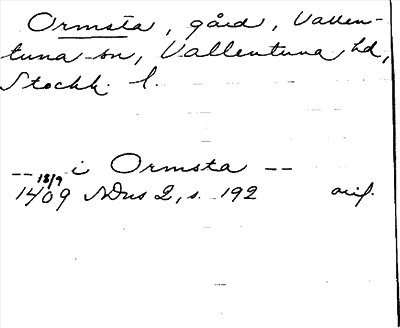 Ormsta, gård, Vallen-
tuna sn, Vallentuna hd,
Stockh. l.
-- i Ormsta --
18/9
1409 SDns 2, s. 192 orig.